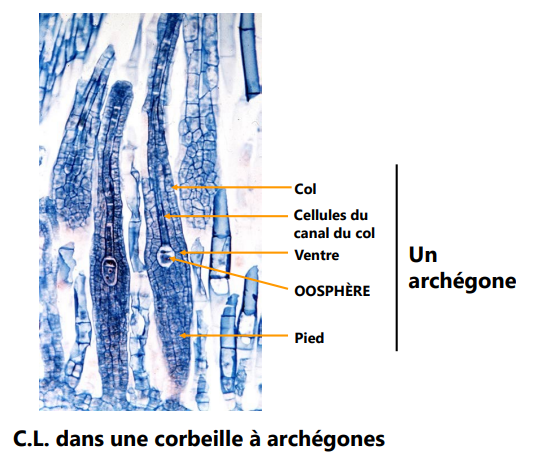 Col
Cellules du
canal du col
Ventre
OOSPHÈRE
Pied
Un
archégone
C.L. dans une corbeille à archégones